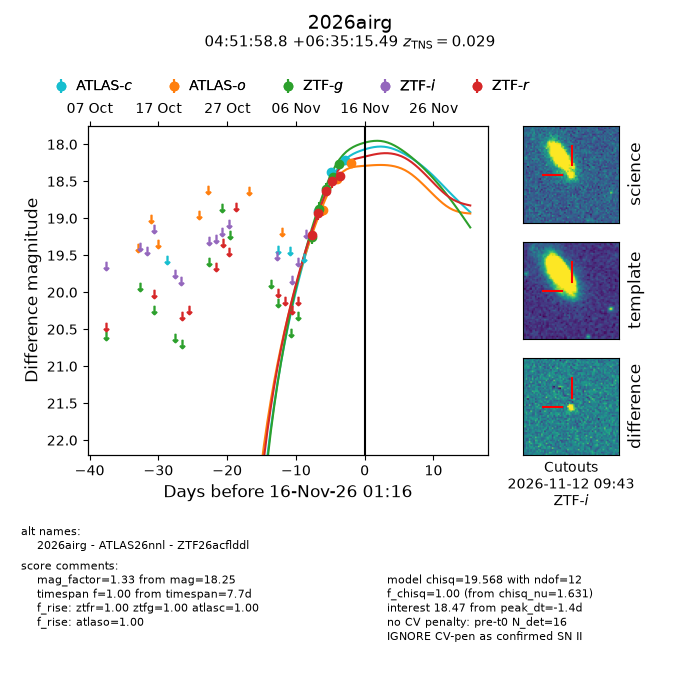 2026airg
04:51:58.8 +06:35:15.49 z_TNS = 0.029
ATLAS-c
ATLAS-o
ZTF-g
ZTF-i
ZTF-r
07 Oct
17 Oct
27 Oct
06 Nov
16 Nov
26 Nov
18.0
18.5
19.0
19.5
20.0
20.5
21.0
21.5
22.0
Difference magnitude
−40
−30
−20
−10
0
10
Days before 16-Nov-26 01:16
science
template
difference
Cutouts
2026-11-12 09:43
ZTF-i
alt names:
2026airg - ATLAS26nnl - ZTF26acflddl
score comments:
mag_factor=1.33 from mag=18.25
timespan f=1.00 from timespan=7.7d
f_rise: ztfr=1.00 ztfg=1.00 atlasc=1.00
f_rise: atlaso=1.00
model chisq=19.568 with ndof=12
f_chisq=1.00 (from chisq_nu=1.631)
interest 18.47 from peak_dt=-1.4d
no CV penalty: pre-t0 N_det=16
IGNORE CV-pen as confirmed SN II